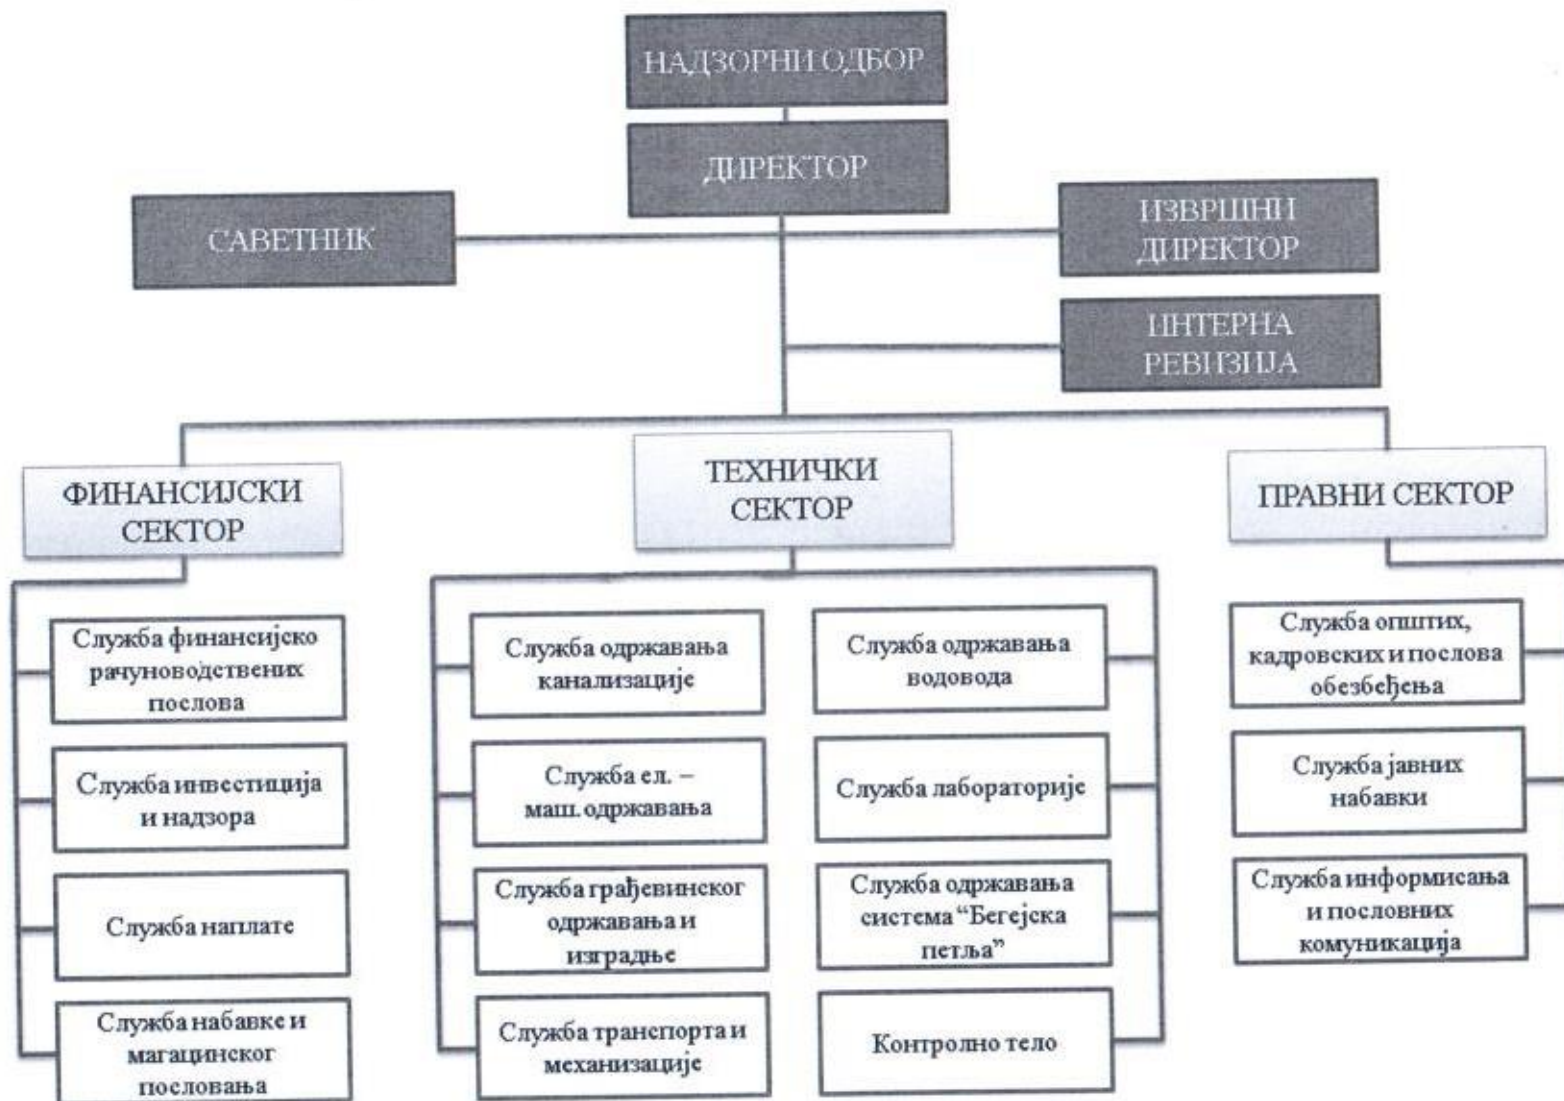 НАДЗОРНИ ОДБОР
ДИРЕКТОР
САВЕТНИК
ИЗВРШНИ
ДИРЕКТОР
ИНТЕРНА
РЕВИЗИЈА
ФИНАНСИЈСКИ
СЕКТОР
ТЕХНИЧКИ
СЕКТОР
ПРАВНИ СЕКТОР
Служба финансијско
рачуноводствених
послова
Служба инвестиција
и надзора
Служба наплате
Служба набавке и
магацинског
пословања
Служба одржавања
канализације
Служба ел. –
маш. одржавања
Служба грађевинског
одржавања и
изградње
Служба транспорта и
механизације
Служба одржавања
водовода
Служба лабораторије
Служба одржавања
система “Бегејска
петља”
Контролно тело
Служба општих,
кадровских и послова
обезбеђења
Служба јавних
набавки
Служба информисања
и пословних
комуникација